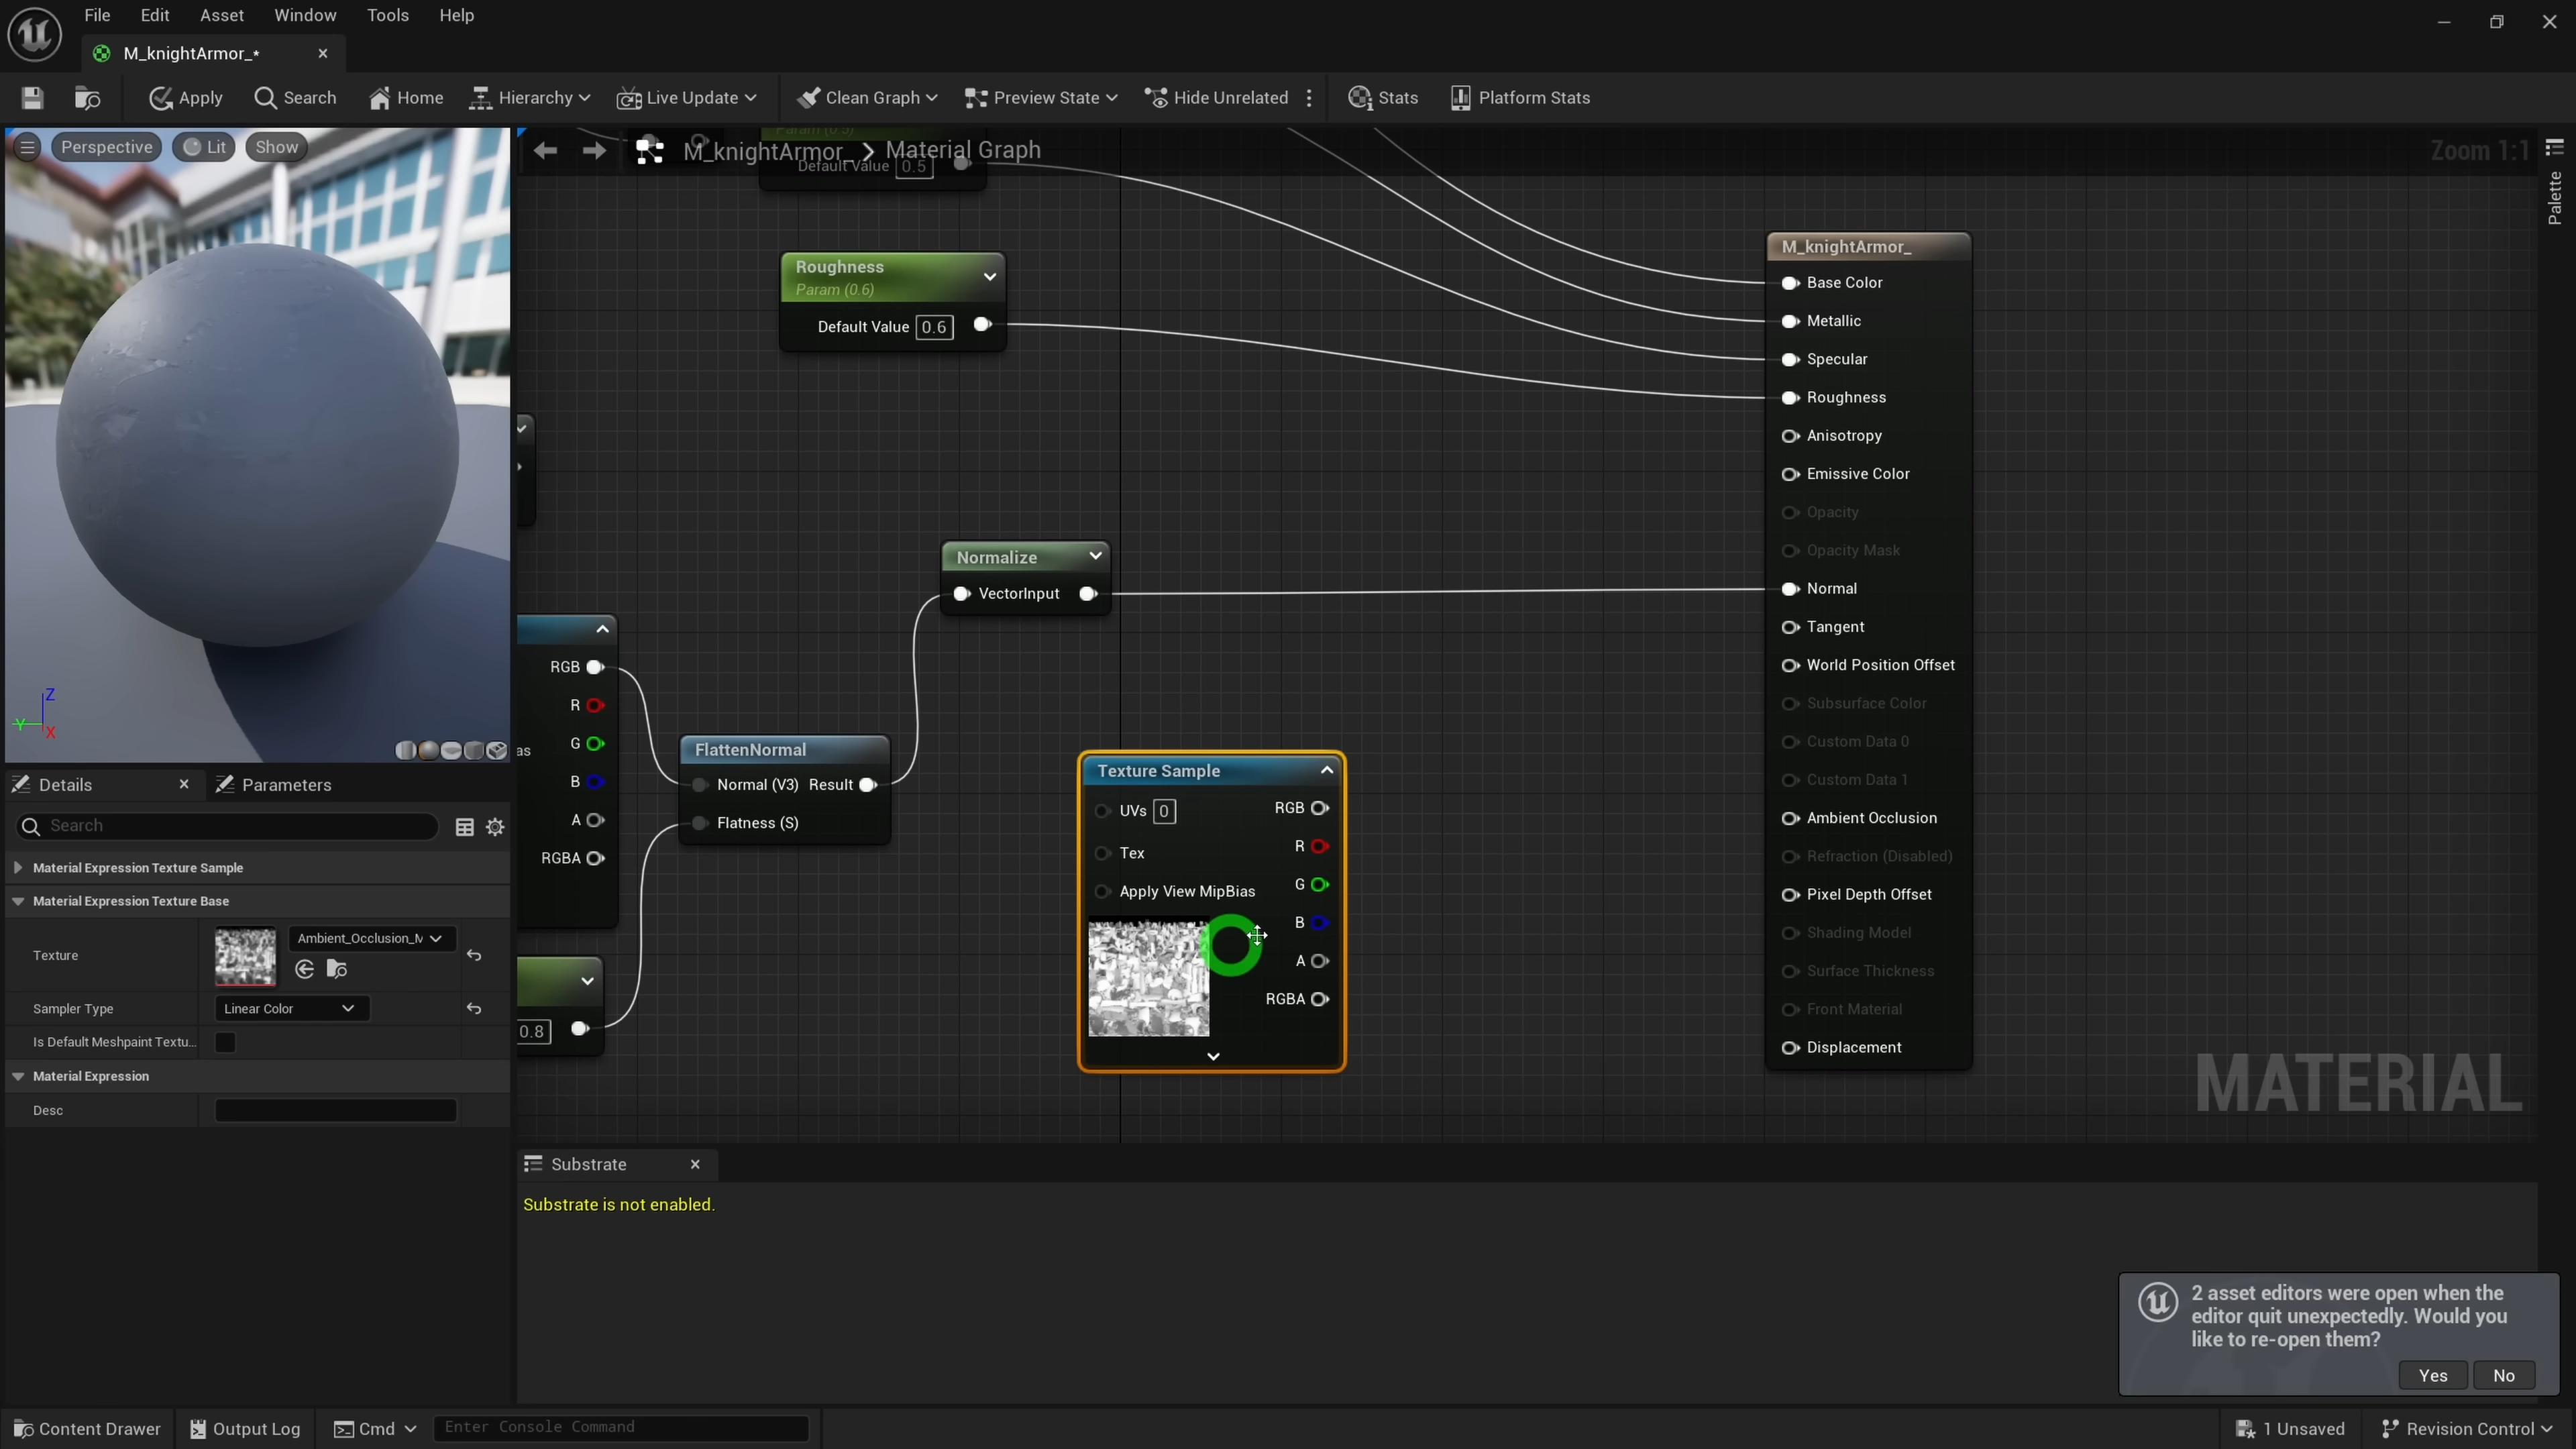 File Edit Asset Window Tools Help
M_knightArmor_*
Apply Search Home Hierarchy Live Update Clean Graph Preview State Hide Unrelated Stats Platform Stats
Perspective Lit Show
Z
Y
X
Details Parameters
Search
Material Expression Texture Sample
Material Expression Texture Base
Texture Ambient_Occlusion_M
Sampler Type Linear Color
Is Default Meshpaint Textu...
Material Expression
Desc
M_knightArmor_ > Material Graph
Zoom 1:1
Palette
Param (0.5)
Default Value 0.5
Roughness
Param (0.6)
Default Value 0.6
Normalize
VectorInput
RGB
R
G
B
A
RGBA
as
0.8
FlattenNormal
Normal (V3) Result
Flatness (S)
Texture Sample
UVs 0 RGB
Tex R
Apply View MipBias G
B
A
RGBA
M_knightArmor_
Base Color
Metallic
Specular
Roughness
Anisotropy
Emissive Color
Opacity
Opacity Mask
Normal
Tangent
World Position Offset
Subsurface Color
Custom Data 0
Custom Data 1
Ambient Occlusion
Refraction (Disabled)
Pixel Depth Offset
Shading Model
Surface Thickness
Front Material
Displacement
MATERIAL
Substrate
Substrate is not enabled.
2 asset editors were open when the
editor quit unexpectedly. Would you
like to re-open them?
Yes No
Content Drawer Output Log Cmd Enter Console Command 1 Unsaved Revision Control